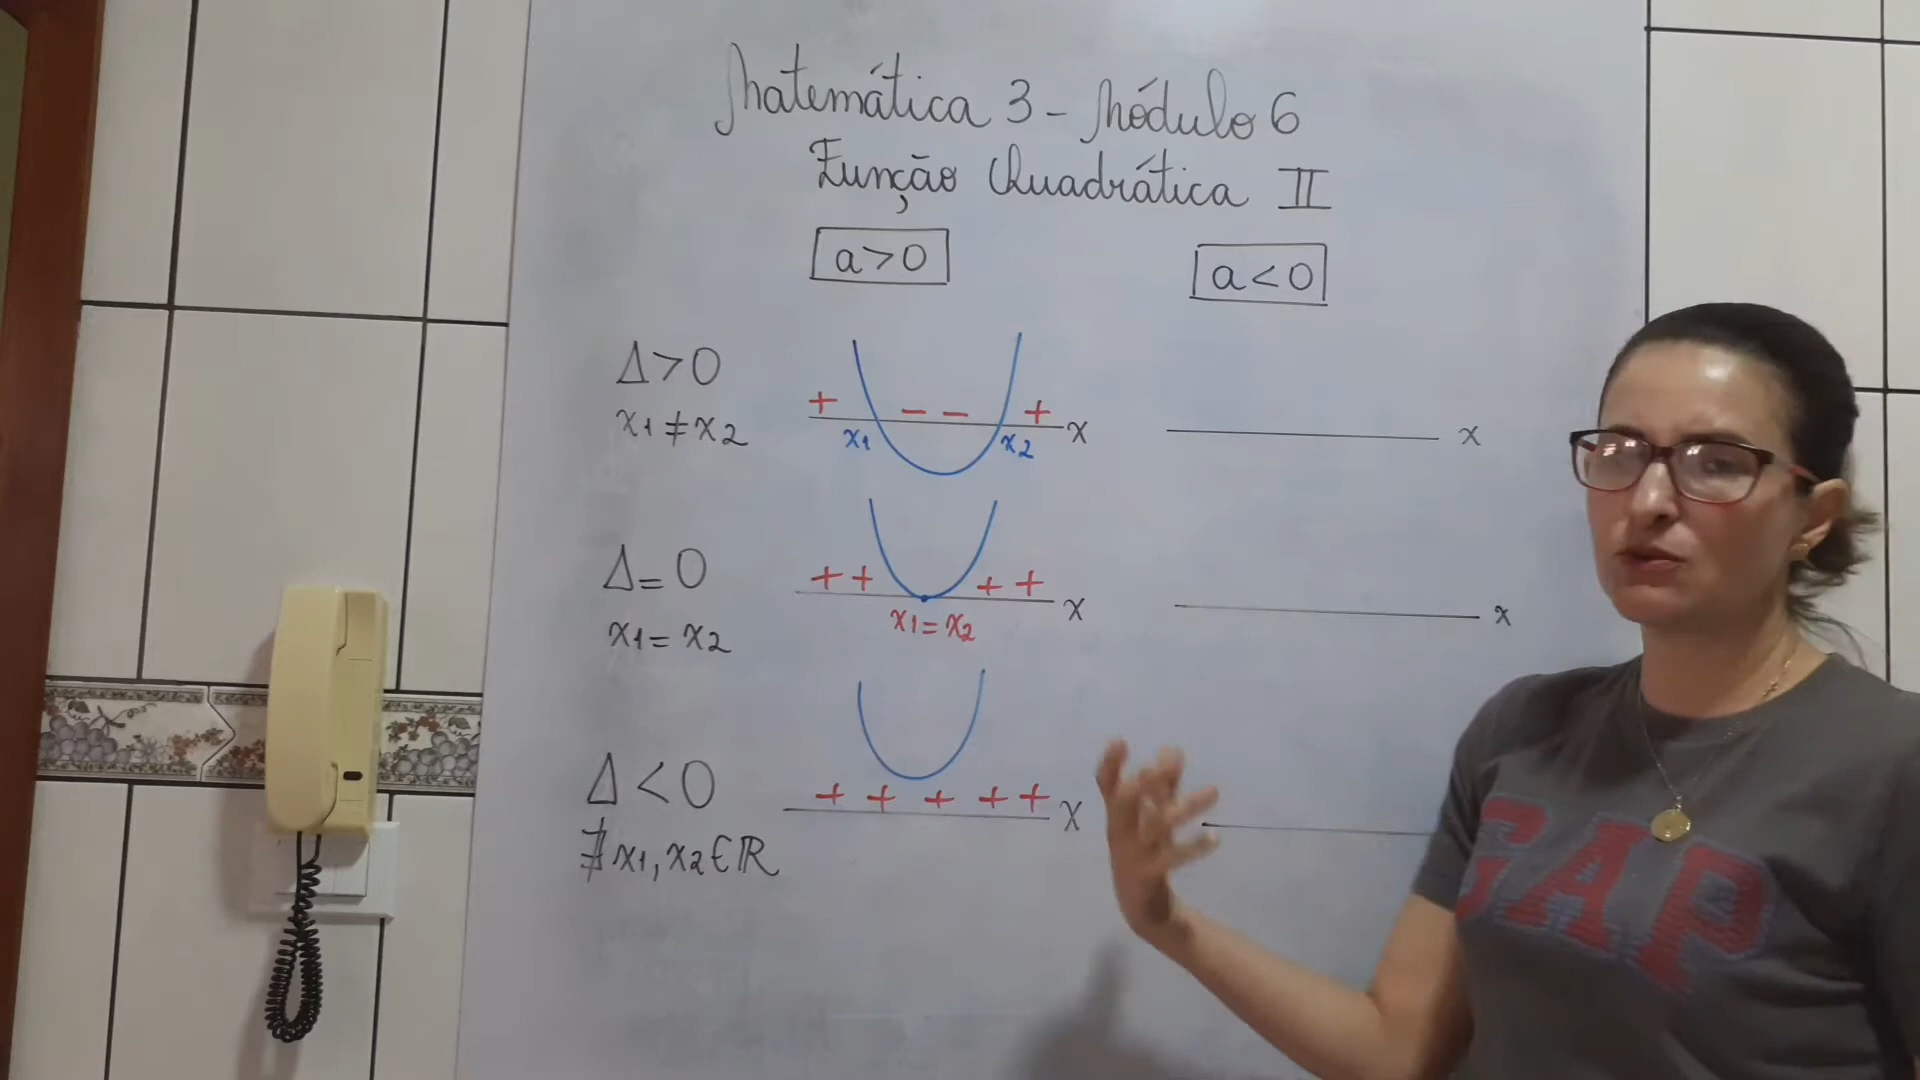 Matemática 3 - Módulo 6
Função Quadrática II
a > 0
a < 0
Δ > 0
x1 ≠ x2
+ - - +
x
x1
x2
x
Δ = 0
x1 = x2
+ + + +
x
x1 = x2
x
Δ < 0
∄ x1, x2 ∈ ℝ
+ + + + +
x
GAP